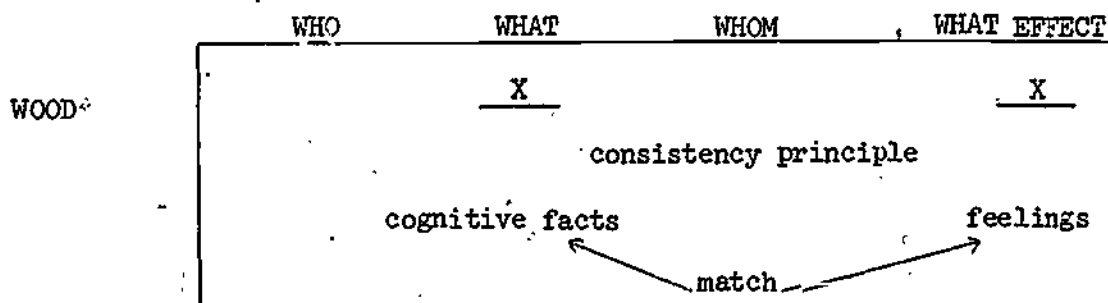 WHO WHAT WHOM WHAT EFFECT
WOOD X X
consistency principle
cognitive facts feelings
match